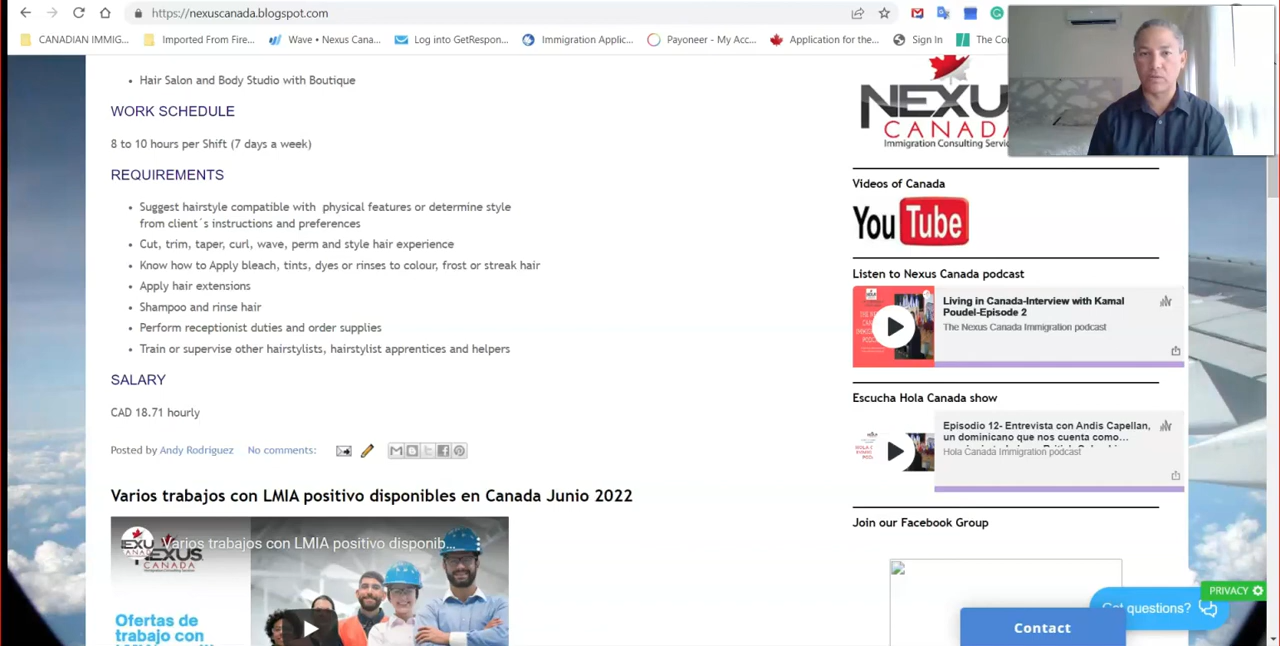 https://nexuscanada.blogspot.com
CANADIAN IMMIG...
Imported From Fire...
Wave • Nexus Cana...
Log into GetRespon...
Immigration Applic...
Payoneer - My Acc...
Application for the...
Sign In
The Co
Hair Salon and Body Studio with Boutique
WORK SCHEDULE
8 to 10 hours per Shift (7 days a week)
REQUIREMENTS
Suggest hairstyle compatible with physical features or determine style
from client´s instructions and preferences
Cut, trim, taper, curl, wave, perm and style hair experience
Know how to Apply bleach, tints, dyes or rinses to colour, frost or streak hair
Apply hair extensions
Shampoo and rinse hair
Perform receptionist duties and order supplies
Train or supervise other hairstylists, hairstylist apprentices and helpers
SALARY
CAD 18.71 hourly
Posted by Andy Rodriguez No comments:
Varios trabajos con LMIA positivo disponibles en Canada Junio 2022
Varios trabajos con LMIA positivo disponib...
NEXUS
CANADA
Ofertas de
trabajo con
NEXUS
CANADA
Immigration Consulting Servic
Videos of Canada
YouTube
Listen to Nexus Canada podcast
Living in Canada-Interview with Kamal
Poudel-Episode 2
The Nexus Canada Immigration podcast
Escucha Hola Canada show
Episodio 12- Entrevista con Andis Capellan,
un dominicano que nos cuenta como...
Hola Canada Immigration podcast
Join our Facebook Group
PRIVACY
Got questions?
Contact